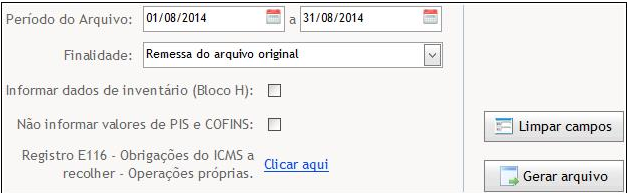 Período do Arquivo: 01/08/2014 a 31/08/2014
Finalidade: Remessa do arquivo original
Informar dados de inventário (Bloco H):
Não informar valores de PIS e COFINS:
Limpar campos
Registro E116 - Obrigações do ICMS a
recolher - Operações próprias. Clicar aqui
Gerar arquivo